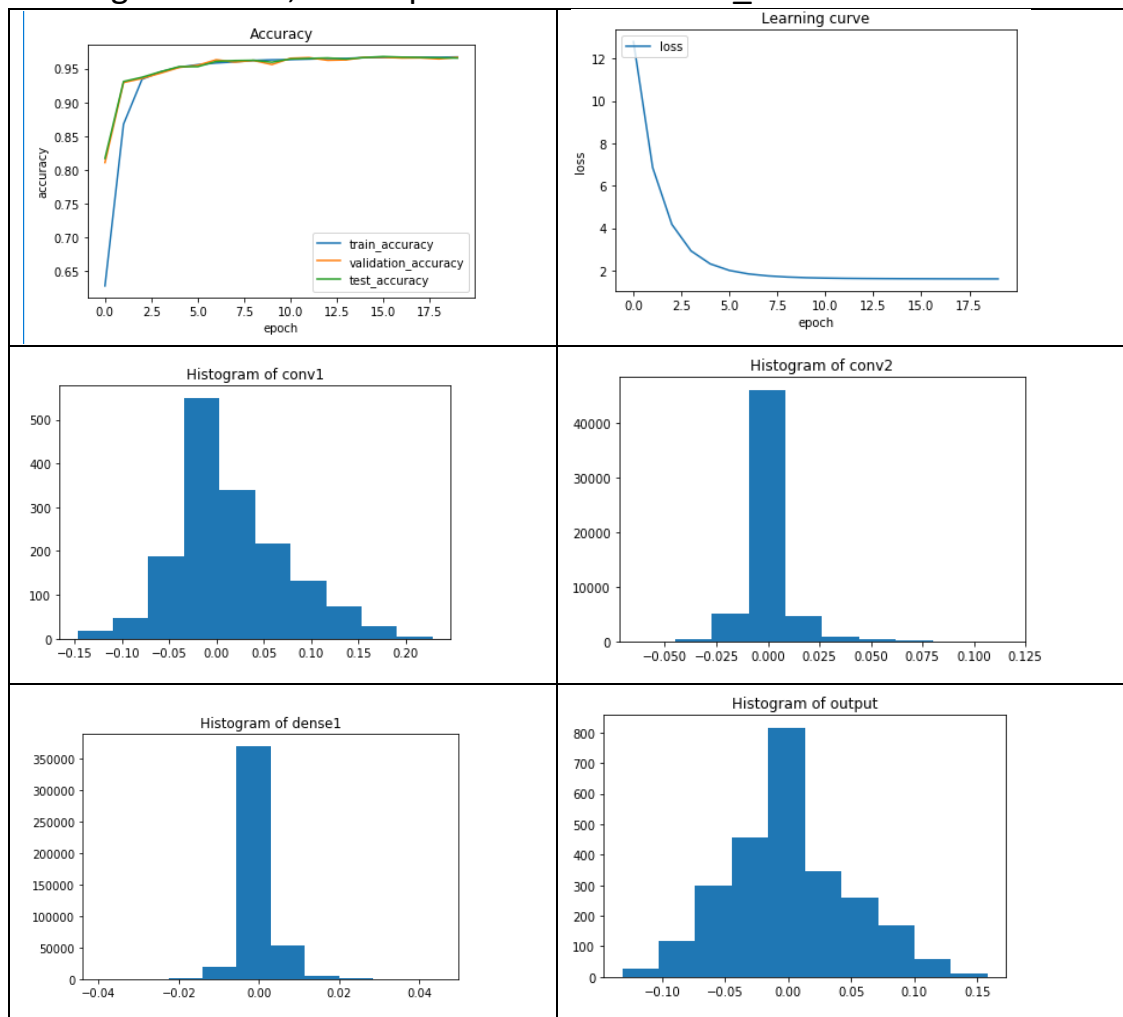 Accuracy
0.95
0.90
0.85
0.80
0.75
0.70
0.65
accuracy
train_accuracy
validation_accuracy
test_accuracy
0.0 2.5 5.0 7.5 10.0 12.5 15.0 17.5
epoch
Learning curve
loss
12
10
8
6
4
2
loss
0.0 2.5 5.0 7.5 10.0 12.5 15.0 17.5
epoch
Histogram of conv1
500
400
300
200
100
0
−0.15 −0.10 −0.05 0.00 0.05 0.10 0.15 0.20
Histogram of conv2
40000
30000
20000
10000
0
−0.050 −0.025 0.000 0.025 0.050 0.075 0.100 0.125
Histogram of dense1
350000
300000
250000
200000
150000
100000
50000
0
−0.04 −0.02 0.00 0.02 0.04
Histogram of output
800
700
600
500
400
300
200
100
0
−0.10 −0.05 0.00 0.05 0.10 0.15